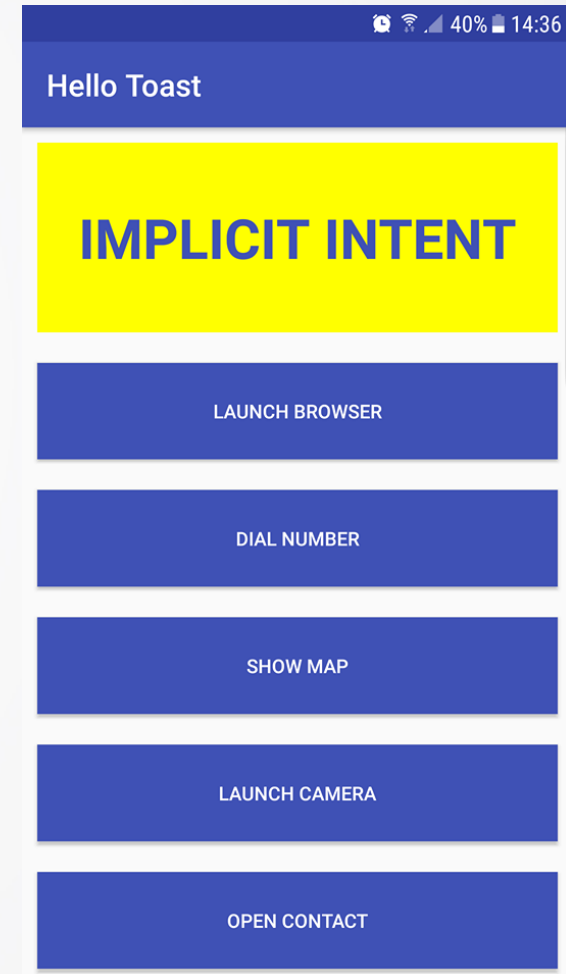 40% 14:36
Hello Toast
IMPLICIT INTENT
LAUNCH BROWSER
DIAL NUMBER
SHOW MAP
LAUNCH CAMERA
OPEN CONTACT